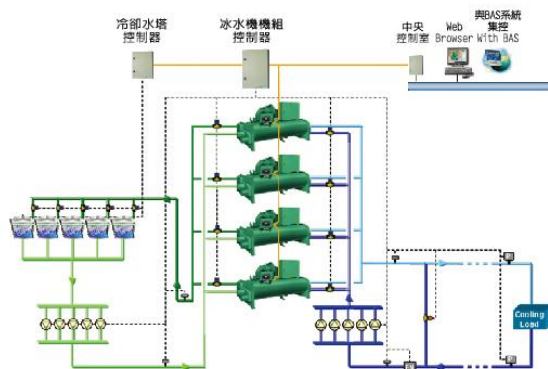 冷卻水塔
控制器
冰水機機組
控制器
中央
控制室
Web
Browser
與BAS系統
集控
With BAS
Cooling
Load